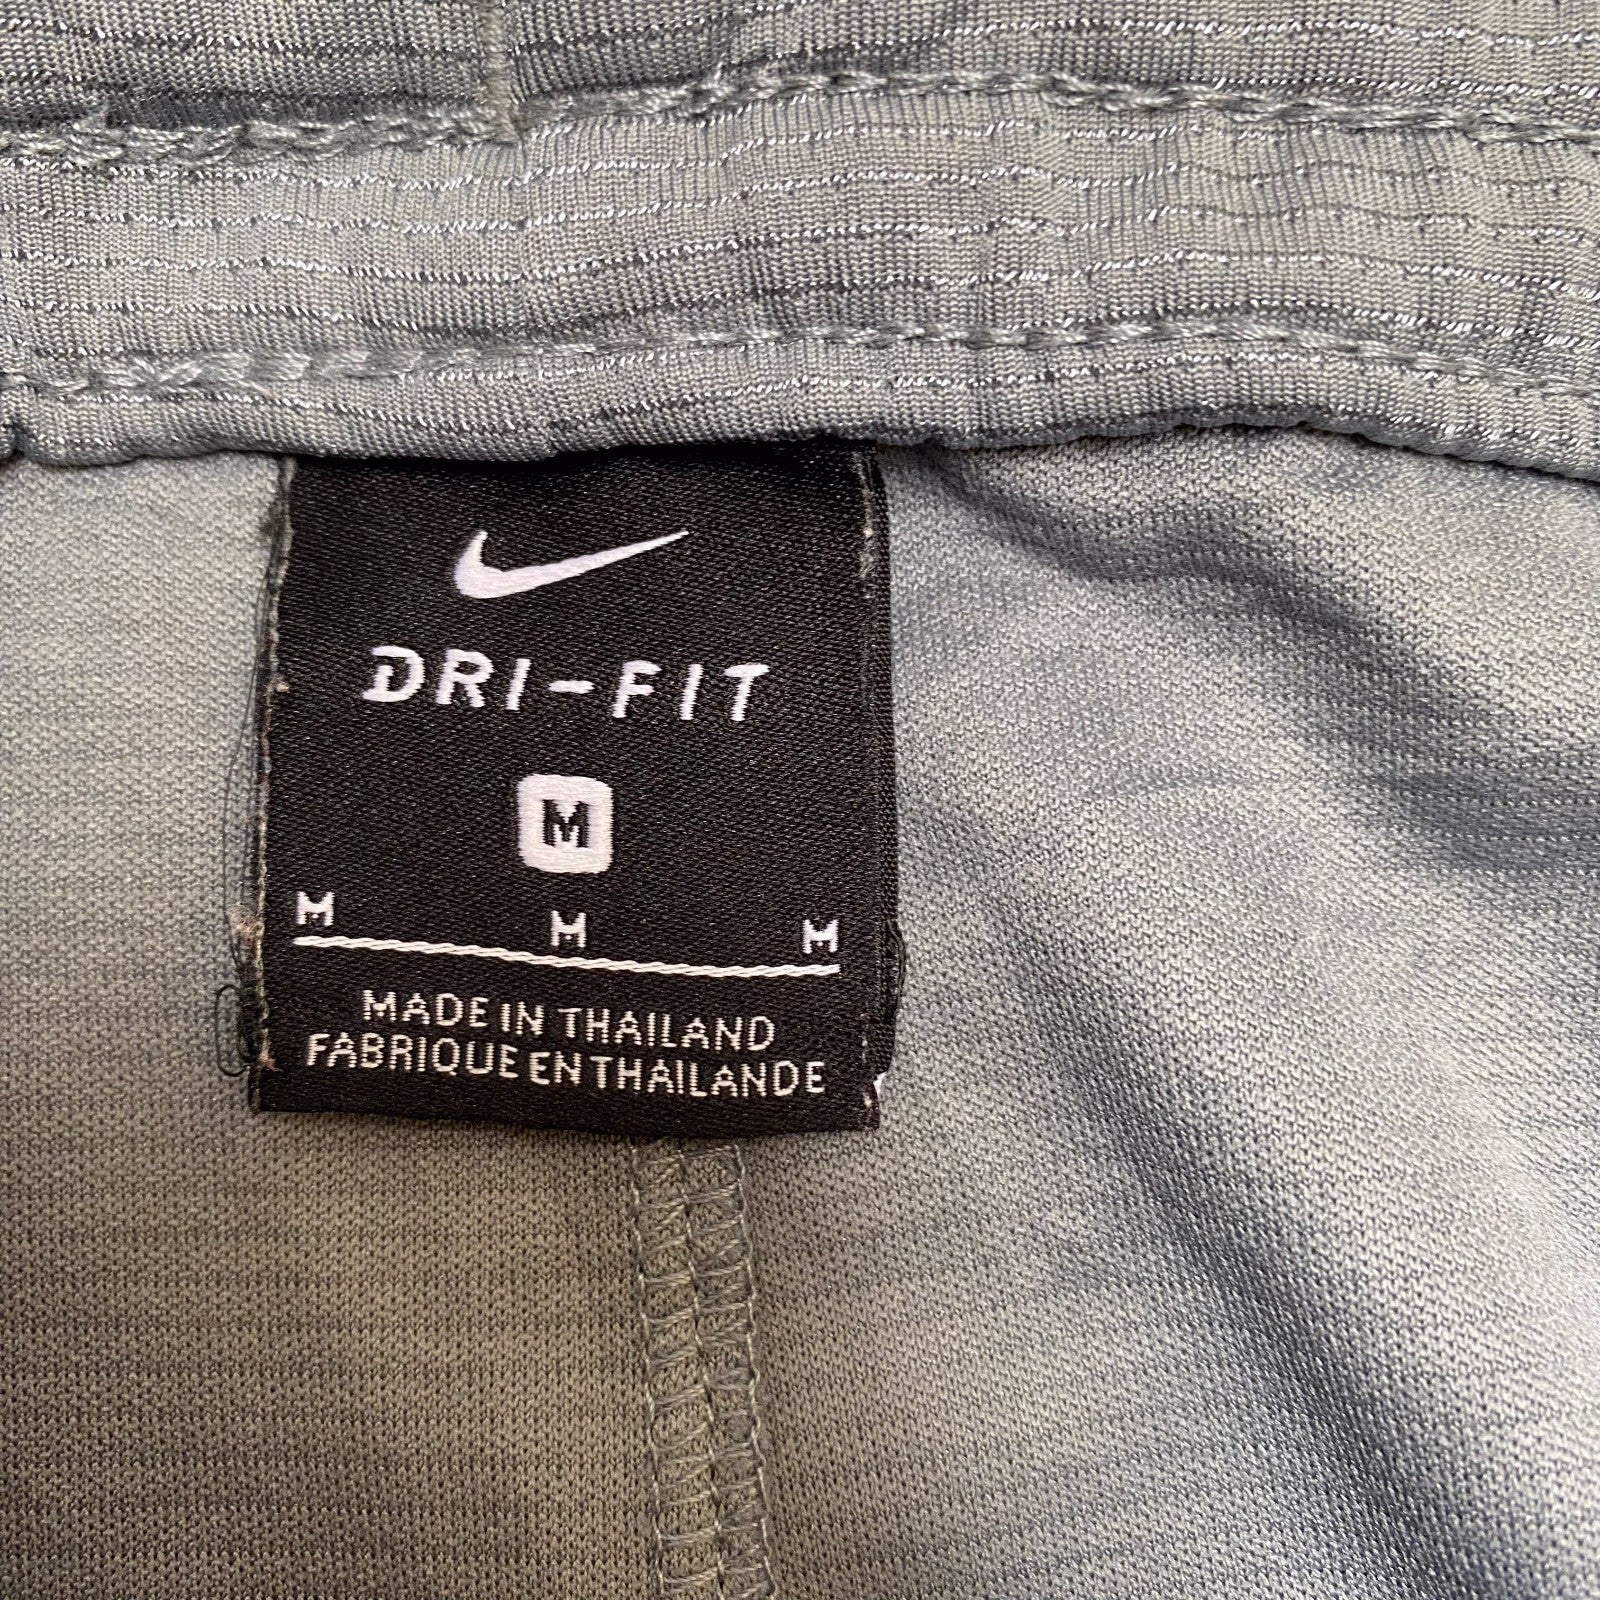 DRI-FIT
M
M M M
MADE IN THAILAND
FABRIQUE EN THAILANDE